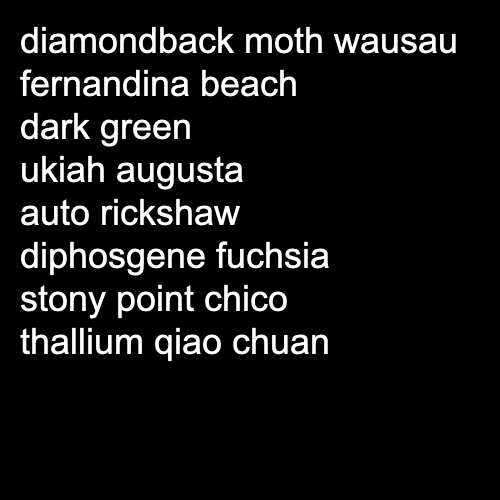 diamondback moth wausau
fernandina beach
dark green
ukiah augusta
auto rickshaw
diphosgene fuchsia
stony point chico
thallium qiao chuan